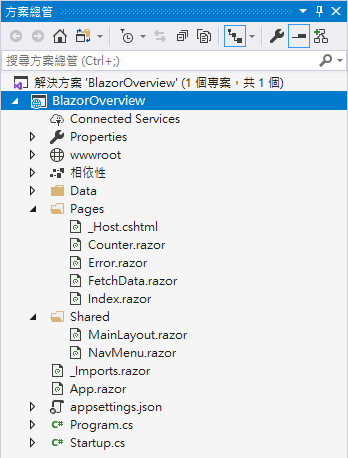 方案總管
搜尋方案總管 (Ctrl+;)
解決方案 'BlazorOverview' (1 個專案，共 1 個)
BlazorOverview
Connected Services
Properties
wwwroot
相依性
Data
Pages
_Host.cshtml
Counter.razor
Error.razor
FetchData.razor
Index.razor
Shared
MainLayout.razor
NavMenu.razor
_Imports.razor
App.razor
appsettings.json
C# Program.cs
C# Startup.cs